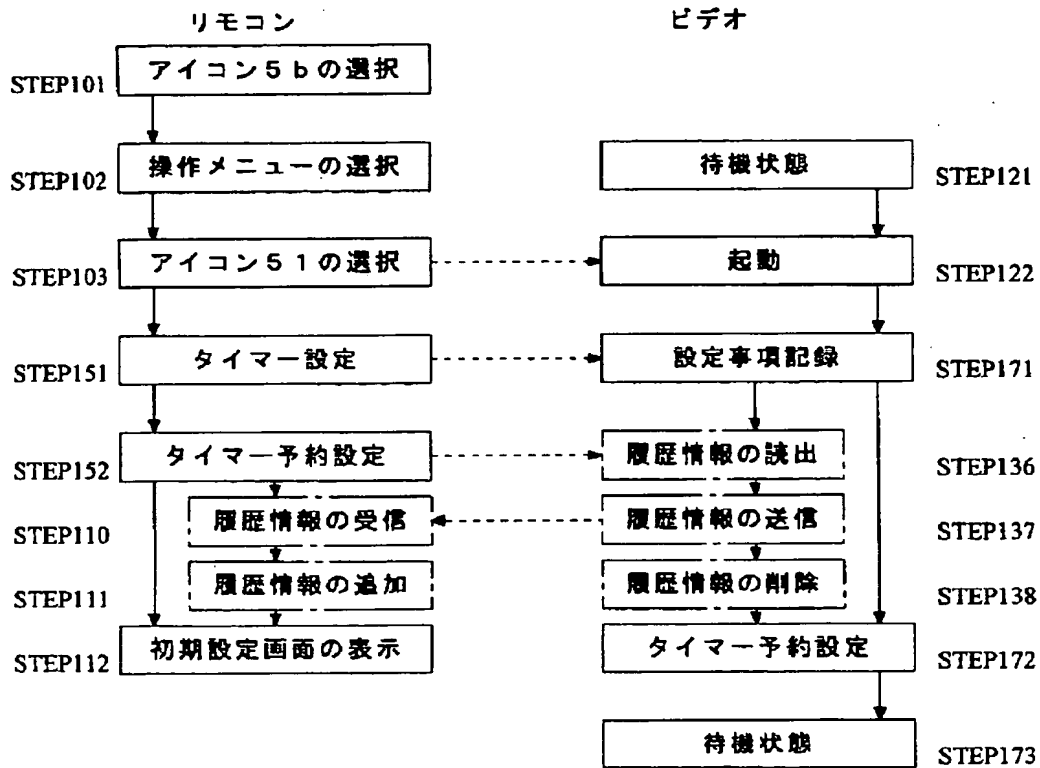 リモコン
ビデオ
STEP101
アイコン5bの選択
STEP102
操作メニューの選択
待機状態
STEP121
STEP103
アイコン51の選択
起動
STEP122
STEP151
タイマー設定
設定事項記録
STEP171
STEP152
タイマー予約設定
履歴情報の読出
STEP136
STEP110
履歴情報の受信
履歴情報の送信
STEP137
STEP111
履歴情報の追加
履歴情報の削除
STEP138
STEP112
初期設定画面の表示
タイマー予約設定
STEP172
待機状態
STEP173